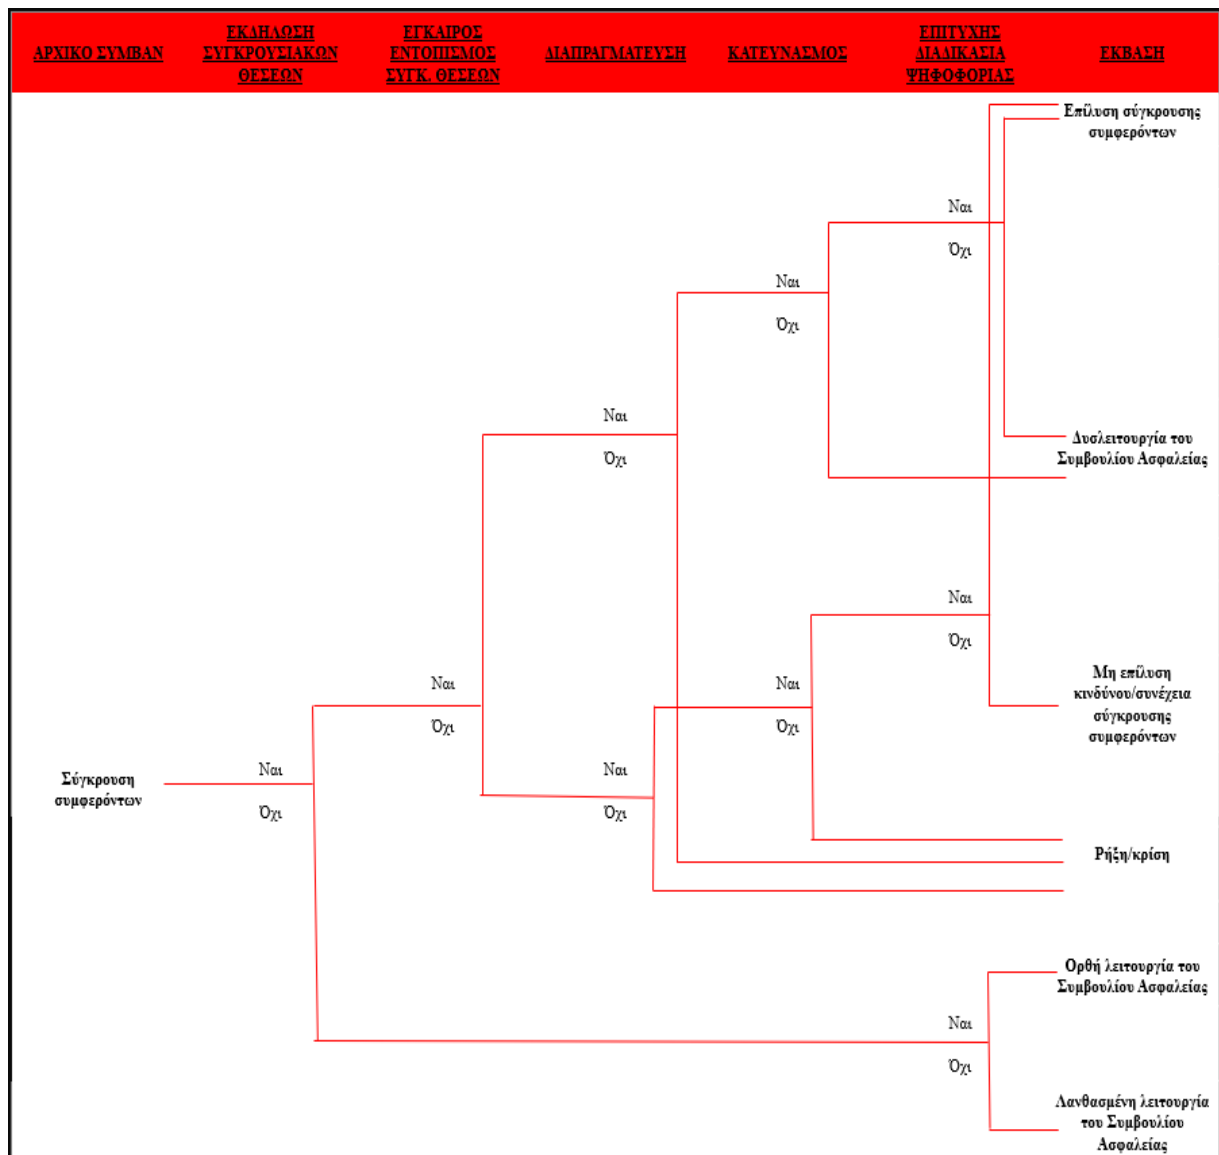 ΑΡΧΙΚΟ ΣΥΜΒΑΝ
ΕΚΔΗΛΩΣΗ
ΣΥΓΚΡΟΥΣΙΑΚΩΝ
ΘΕΣΕΩΝ
ΕΓΚΑΙΡΟΣ
ΕΝΤΟΠΙΣΜΟΣ
ΣΥΓΚ. ΘΕΣΕΩΝ
ΔΙΑΠΡΑΓΜΑΤΕΥΣΗ
ΚΑΤΕΥΝΑΣΜΟΣ
ΕΠΙΤΥΧΗΣ
ΔΙΑΔΙΚΑΣΙΑ
ΨΗΦΟΦΟΡΙΑΣ
ΕΚΒΑΣΗ
Επίλυση σύγκρουσης
συμφερόντων
Ναι
Όχι
Ναι
Όχι
Ναι
Όχι
Δυσλειτουργία του
Συμβουλίου Ασφαλείας
Ναι
Όχι
Ναι
Όχι
Ναι
Όχι
Μη επίλυση
κινδύνου/συνέχεια
σύγκρουσης
συμφερόντων
Σύγκρουση
συμφερόντων
Ναι
Όχι
Ναι
Όχι
Ρήξη/κρίση
Ορθή λειτουργία του
Συμβουλίου Ασφαλείας
Ναι
Όχι
Λανθασμένη λειτουργία
του Συμβουλίου
Ασφαλείας